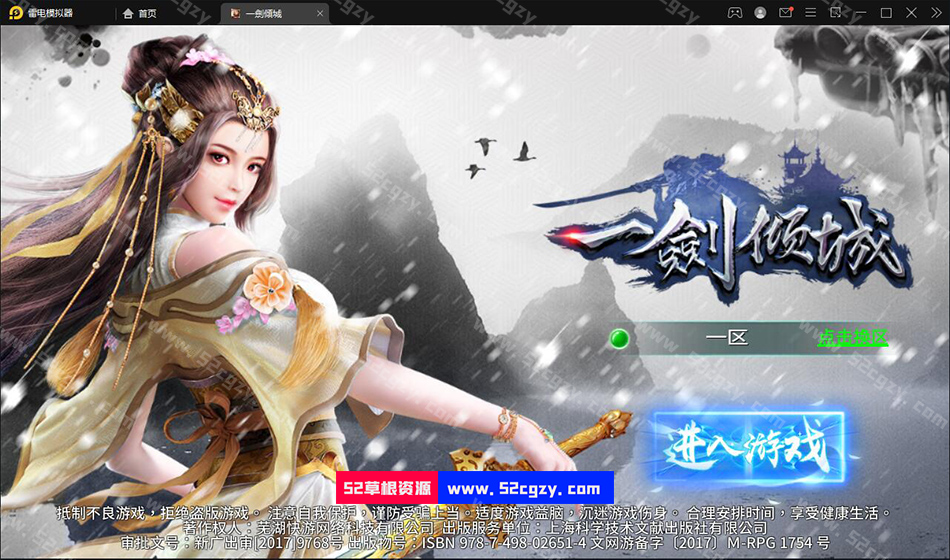 雷电模拟器
首页
一劍傾城
一劍倾城
一区
点击换区
进入游戏
52草根资源 www.52cgzy.com
抵制不良游戏，拒绝盗版游戏。 注意自我保护，谨防受骗上当。适度游戏益脑，沉迷游戏伤身。 合理安排时间，享受健康生活。
著作权人：芜湖快游网络科技有限公司 出版服务单位：上海科学技术文献出版社有限公司
审批文号：新广出审[2017]9768号 出版物号：ISBN 978-7-498-02651-4 文网游备字〔2017〕M-RPG 1754 号